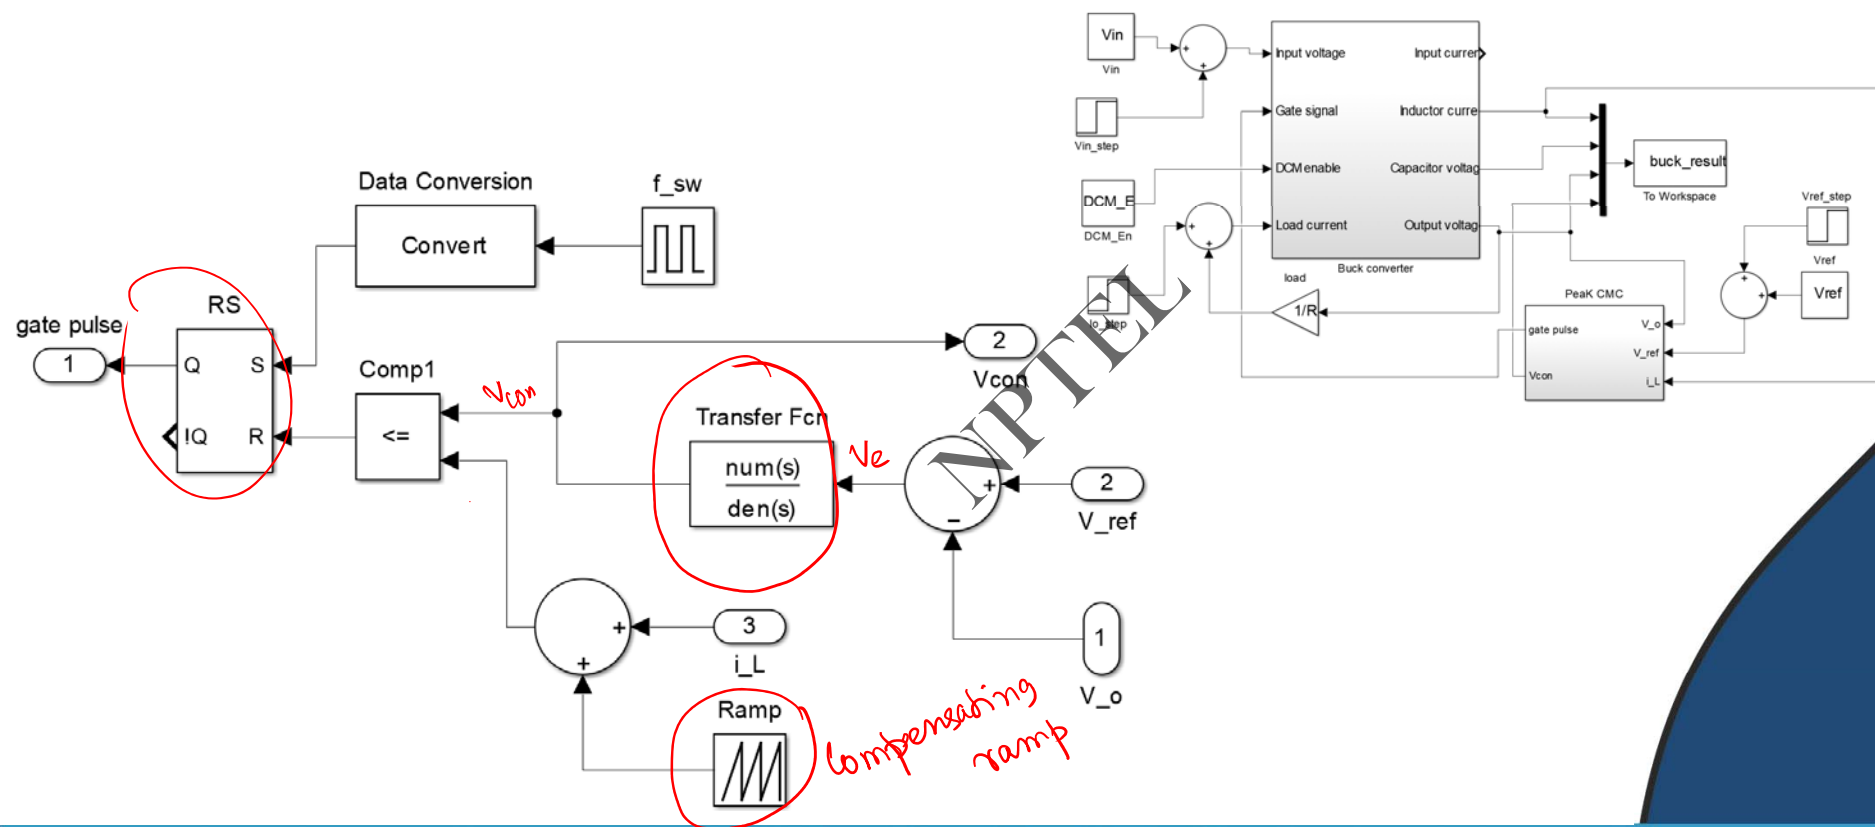 Data Conversion
f_sw
Convert
RS
gate pulse
1
Q
S
!Q
R
Comp1
<=
Vcon
2
Vcon
Transfer Fcn
num(s)
den(s)
Ve
+
−
2
V_ref
1
V_o
+
+
3
i_L
Ramp
Compensating
ramp
NPTEL
Vin
Vin
+
+
Vin_step
DCM_E
DCM_En
+
+
Io_step
Input voltage
Input curren
Gate signal
Inductor curre
DCM enable
Capacitor voltag
Load current
Output voltag
Buck converter
load
1/R
buck_result
To Workspace
Vref_step
Vref
+
+
Vref
PeaK CMC
gate pulse
V_o
V_ref
Vcon
i_L